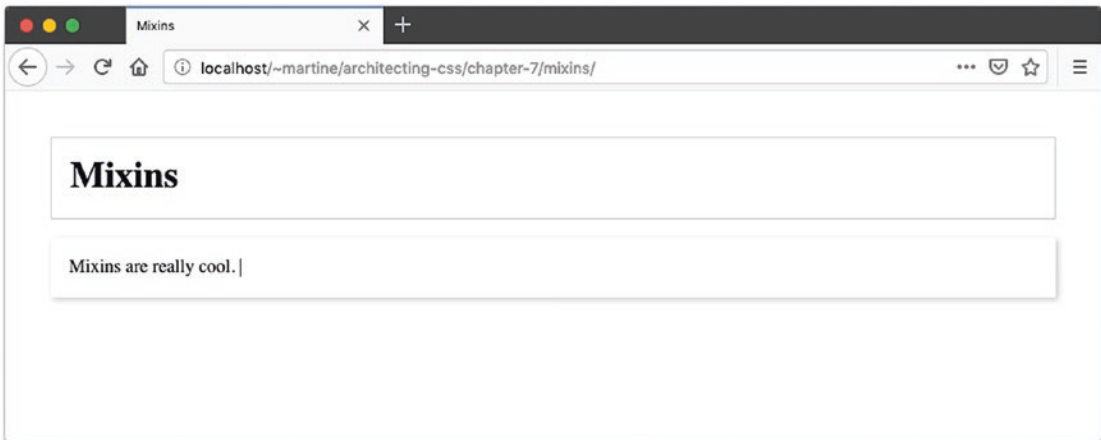 Mixins
localhost/~martine/architecting-css/chapter-7/mixins/
Mixins
Mixins are really cool.